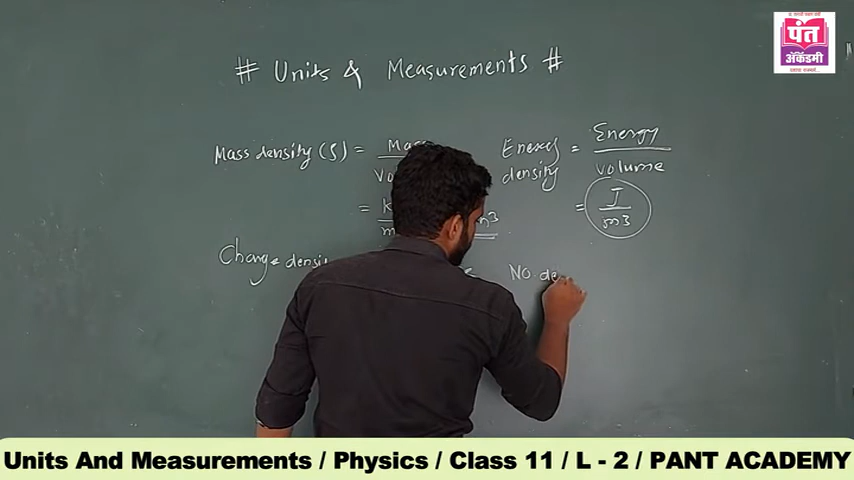 पंत
अ‍ॅकॅडमी
# Units & Measurements #
Mass density (ρ) = Mas
Energy density = Energy / volume
= J / m3
Charge densi
No. de
Units And Measurements / Physics / Class 11 / L - 2 / PANT ACADEMY